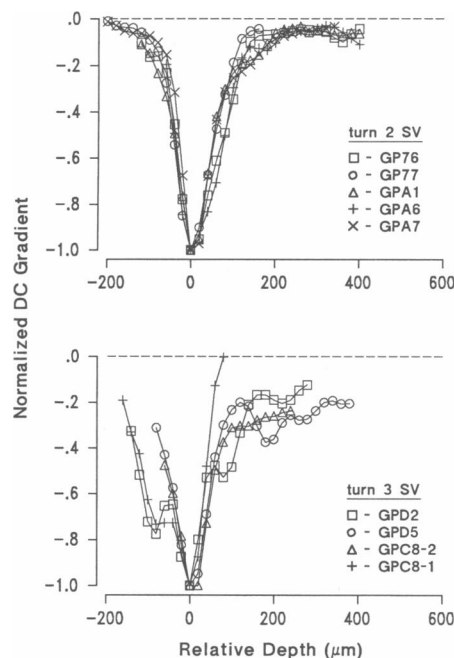 Normalized DC Gradient
.0
-.2
-.4
-.6
-.8
-1.0
-200 0 200 400 600
turn 2 SV
□ - GP76
○ - GP77
△ - GPA1
+ - GPA6
× - GPA7
.0
-.2
-.4
-.6
-.8
-1.0
-200 0 200 400 600
turn 3 SV
□ - GPD2
○ - GPD5
△ - GPC8-2
+ - GPC8-1
Relative Depth (μm)